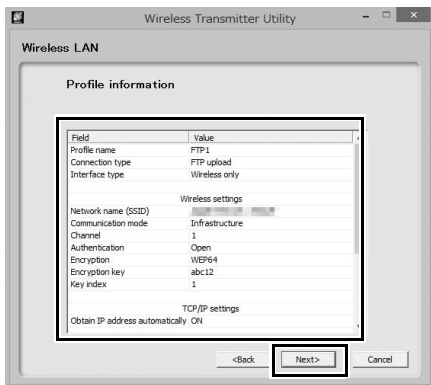 Wireless Transmitter Utility
Wireless LAN
Profile information
Field Value
Profile name FTP1
Connection type FTP upload
Interface type Wireless only
Wireless settings
Network name (SSID)
Communication mode Infrastructure
Channel 1
Authentication Open
Encryption WEP64
Encryption key abc12
Key index 1
TCP/IP settings
Obtain IP address automatically ON
<Back Next> Cancel